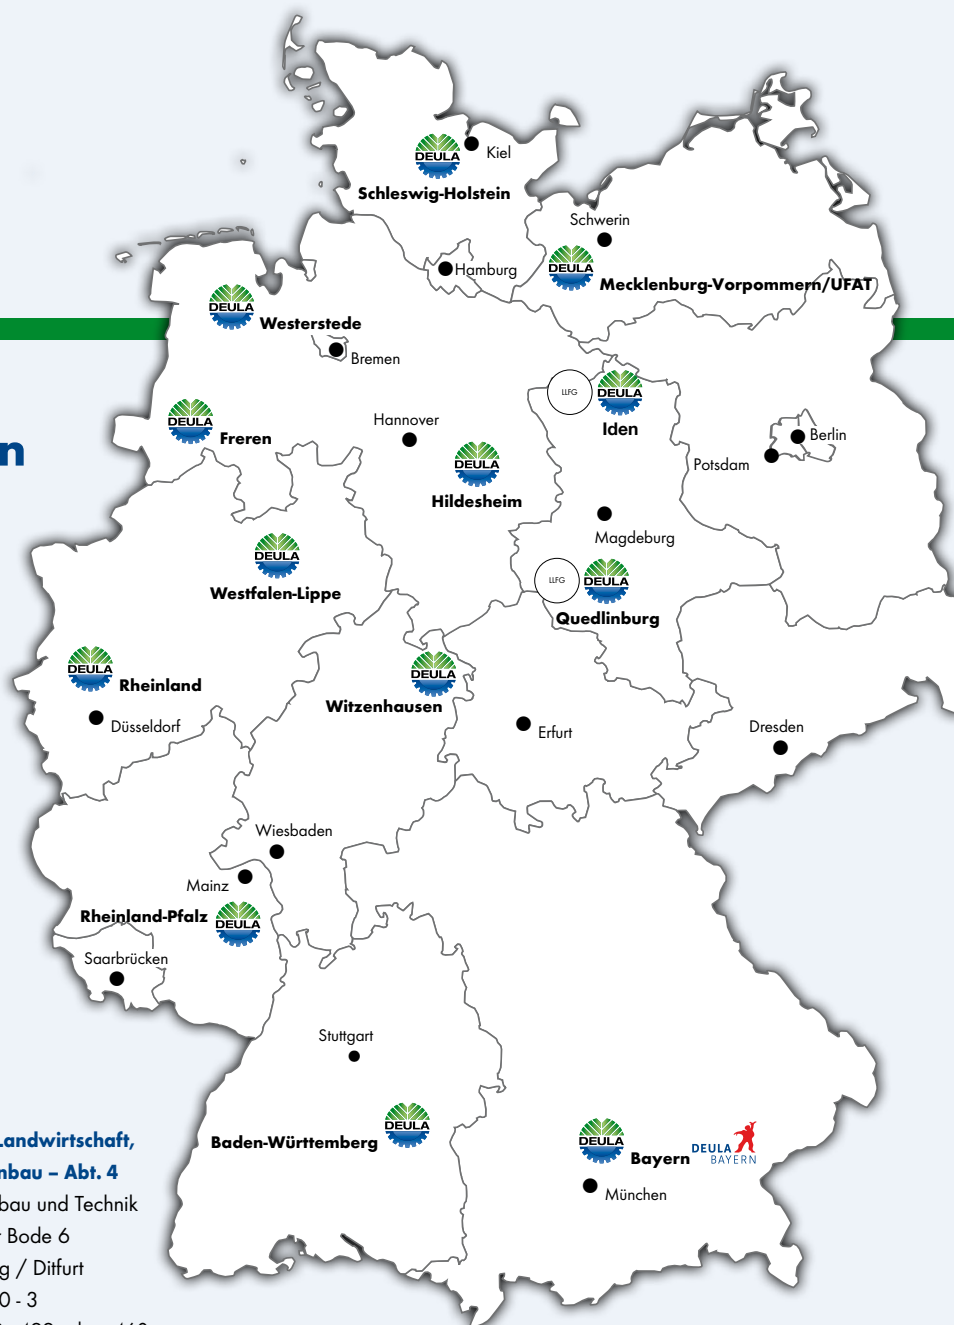 DEULA
Kiel
Schleswig-Holstein
Schwerin
Hamburg
DEULA
Mecklenburg-Vorpommern/UFAT
DEULA
Westerstede
Bremen
LLFG
DEULA
Iden
DEULA
Freren
Hannover
Berlin
Potsdam
n
DEULA
Hildesheim
Magdeburg
DEULA
Westfalen-Lippe
LLFG
DEULA
Quedlinburg
DEULA
Rheinland
DEULA
Witzenhausen
Düsseldorf
Erfurt
Dresden
Wiesbaden
Mainz
Rheinland-Pfalz
DEULA
Saarbrücken
Stuttgart
Baden-Württemberg
DEULA
DEULA
Bayern
DEULA
BAYERN
München
Landwirtschaft,
nbau – Abt. 4
bau und Technik
r Bode 6
g / Ditfurt
0 - 3